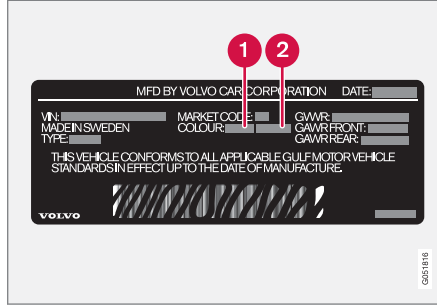 1 2
MFD BY VOLVO CAR CORPORATION DATE:
VIN: MARKET CODE: GVWR:
MADE IN SWEDEN COLOUR: GAWR FRONT:
TYPE: GAWR REAR:
THIS VEHICLE CONFORMS TO ALL APPLICABLE GULF MOTOR VEHICLE
STANDARDS IN EFFECT UP TO THE DATE OF MANUFACTURE.
VOLVO
G051816